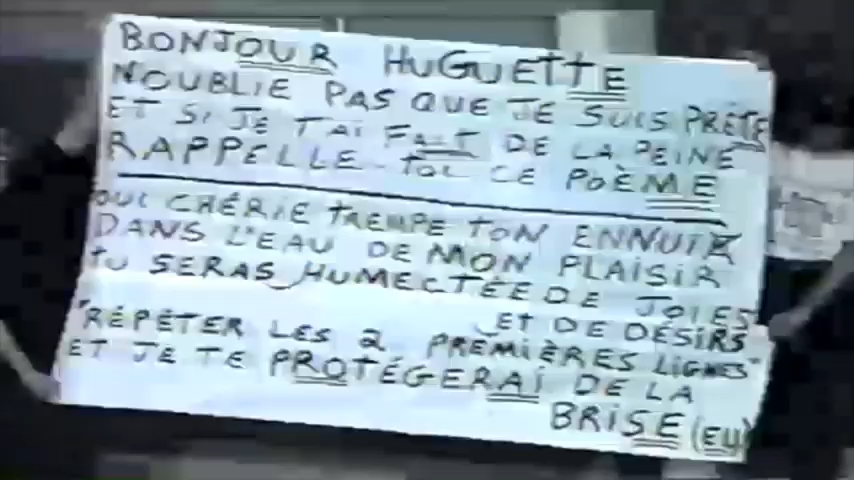 BONJOUR HUGUETTE
N'OUBLIE PAS QUE JE SUIS PRÊTE
ET SI JE T'AI FAIT DE LA PEINE
RAPPELLE-TOI CE POÈME
OUI CHÉRIE TREMPE TON ENNUI
DANS L'EAU DE MON PLAISIR
TU SERAS HUMECTÉE DE JOIES
ET DE DÉSIRS
"RÉPÉTER LES 2 PREMIÈRES LIGNES"
ET JE TE PROTÉGERAI DE LA
BRISE (EU)